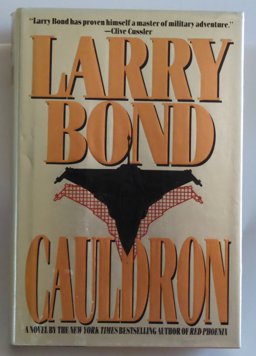 "Larry Bond has proven himself a master of military adventure."
—Clive Cussler
LARRY
BOND
CAULDRON
A NOVEL BY THE NEW YORK TIMES BESTSELLING AUTHOR OF RED PHOENIX